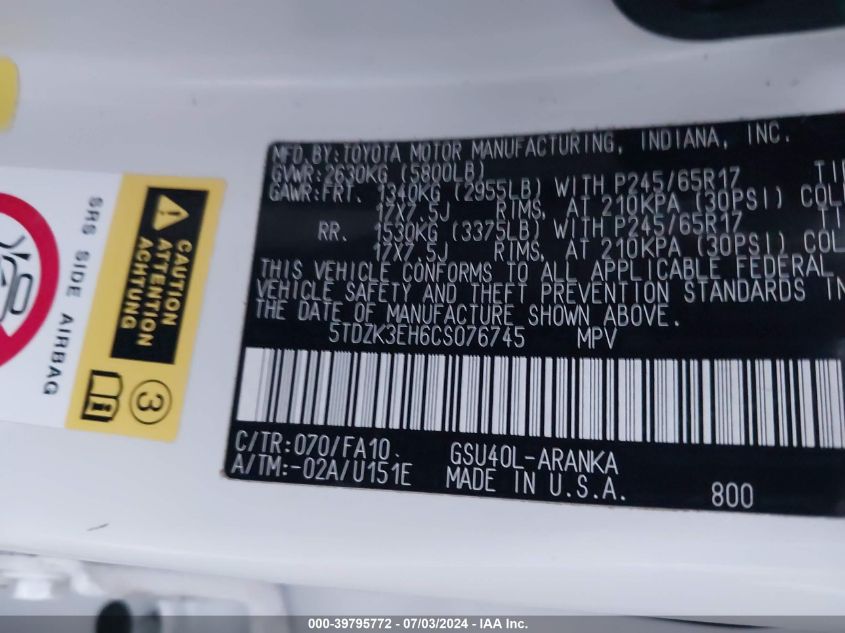 MFD.BY:TOYOTA MOTOR MANUFACTURING, INDIANA, INC.
GVWR:2630KG (5800LB)
GAWR:FRT. 1340KG (2955LB) WITH P245/65R17
17X7.5J RIMS, AT 210KPA (30PSI) COL
RR. 1530KG (3375LB) WITH P245/65R17
17X7.5J RIMS, AT 210KPA (30PSI) COL
THIS VEHICLE CONFORMS TO ALL APPLICABLE FEDERAL
VEHICLE SAFETY AND THEFT PREVENTION STANDARDS IN
THE DATE OF MANUFACTURE SHOWN ABOVE.
5TDZK3EH6CS076745 MPV
C/TR:070/FA10 GSU40L-ARANKA
A/TM:-02A/U151E MADE IN U.S.A. 800
SRS SIDE AIRBAG
CAUTION
ATTENTION
ACHTUNG
3
000-39795772 - 07/03/2024 - IAA Inc.